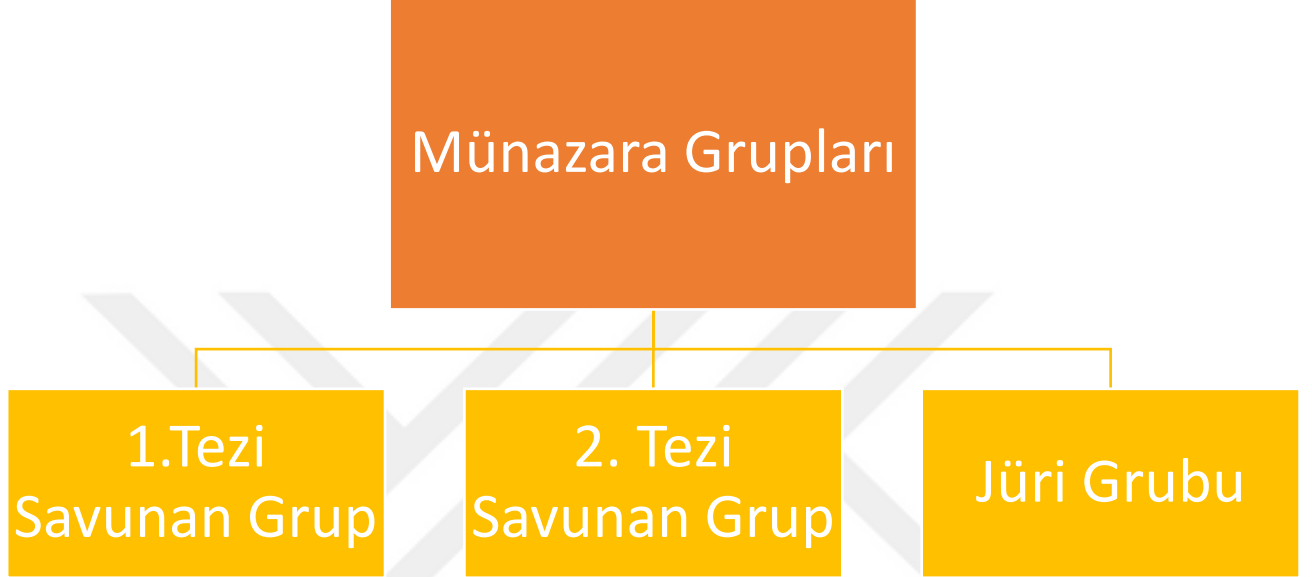 Münazara Grupları
1.Tezi
Savunan Grup
2. Tezi
Savunan Grup
Jüri Grubu